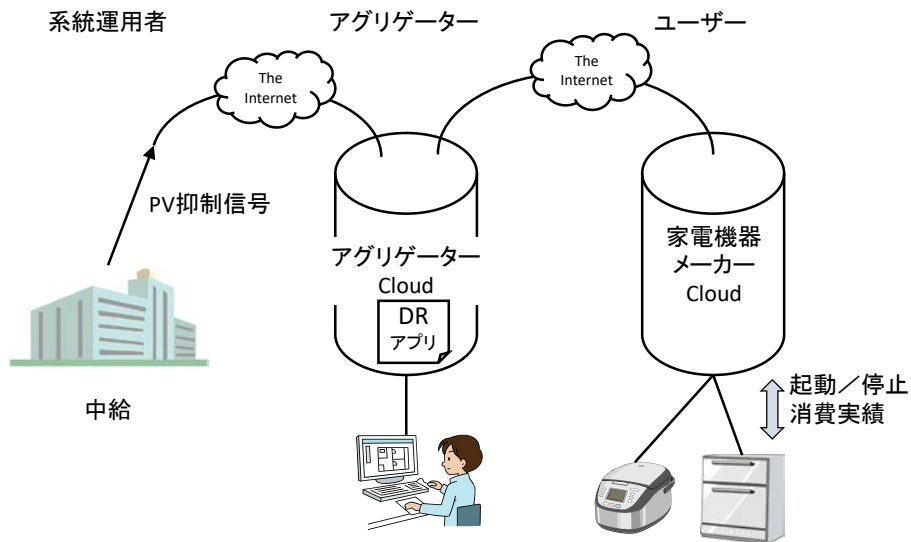 系統運用者
アグリゲーター
ユーザー
The
Internet
The
Internet
PV抑制信号
アグリゲーター
Cloud
DR
アプリ
家電機器
メーカー
Cloud
中給
起動／停止
消費実績